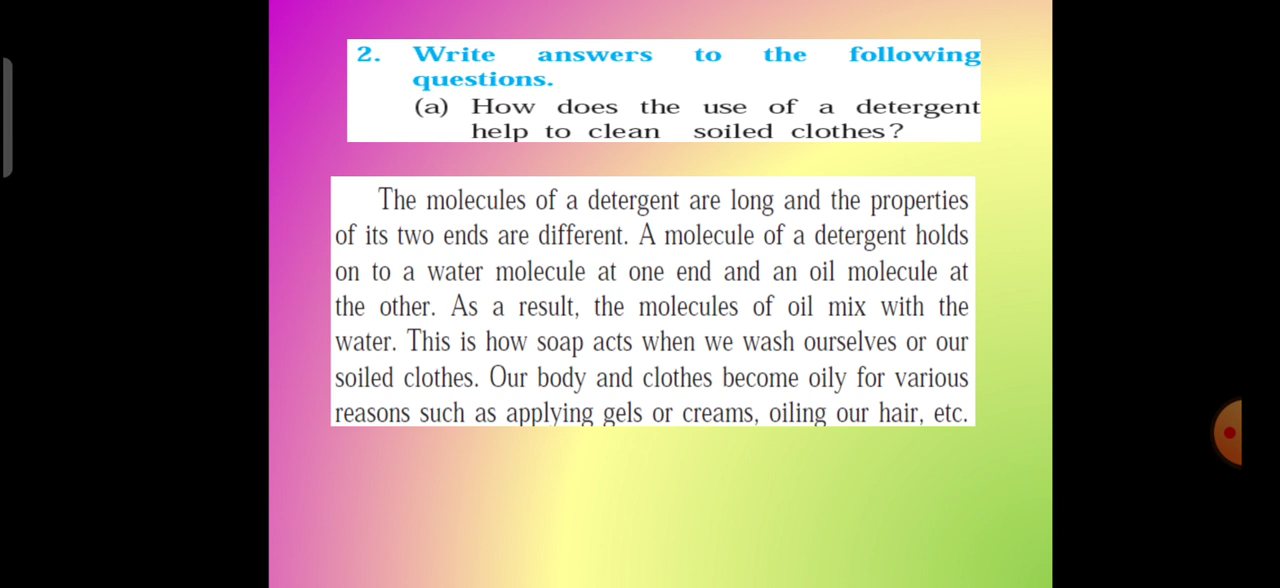 2. Write answers to the following
questions.
(a) How does the use of a detergent
help to clean soiled clothes?
The molecules of a detergent are long and the properties
of its two ends are different. A molecule of a detergent holds
on to a water molecule at one end and an oil molecule at
the other. As a result, the molecules of oil mix with the
water. This is how soap acts when we wash ourselves or our
soiled clothes. Our body and clothes become oily for various
reasons such as applying gels or creams, oiling our hair, etc.